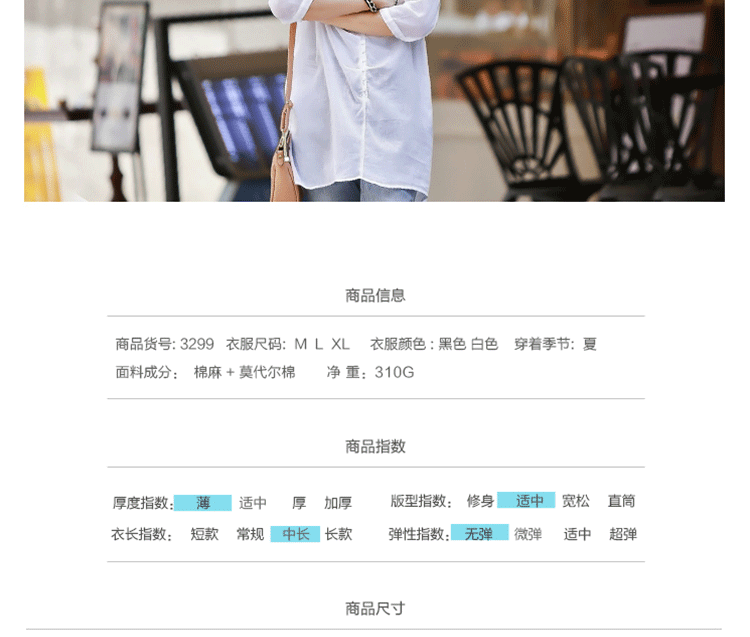 商品信息
商品货号: 3299 衣服尺码: M L XL 衣服颜色 : 黑色 白色 穿着季节: 夏
面料成分： 棉麻 + 莫代尔棉 净 重：310G
商品指数
厚度指数: 薄 适中 厚 加厚 版型指数： 修身 适中 宽松 直筒
衣长指数： 短款 常规 中长 长款 弹性指数: 无弹 微弹 适中 超弹
商品尺寸